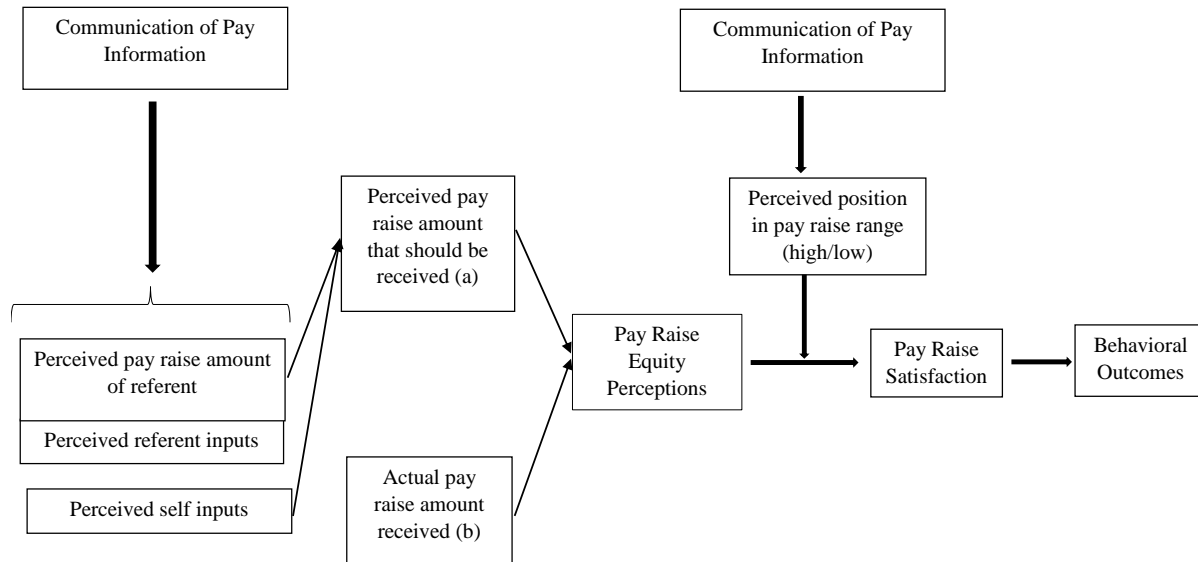 Communication of Pay
Information
Communication of Pay
Information
Perceived pay
raise amount
that should be
received (a)
Perceived position
in pay raise range
(high/low)
Perceived pay raise amount
of referent
Perceived referent inputs
Perceived self inputs
Actual pay
raise amount
received (b)
Pay Raise
Equity
Perceptions
Pay Raise
Satisfaction
Behavioral
Outcomes